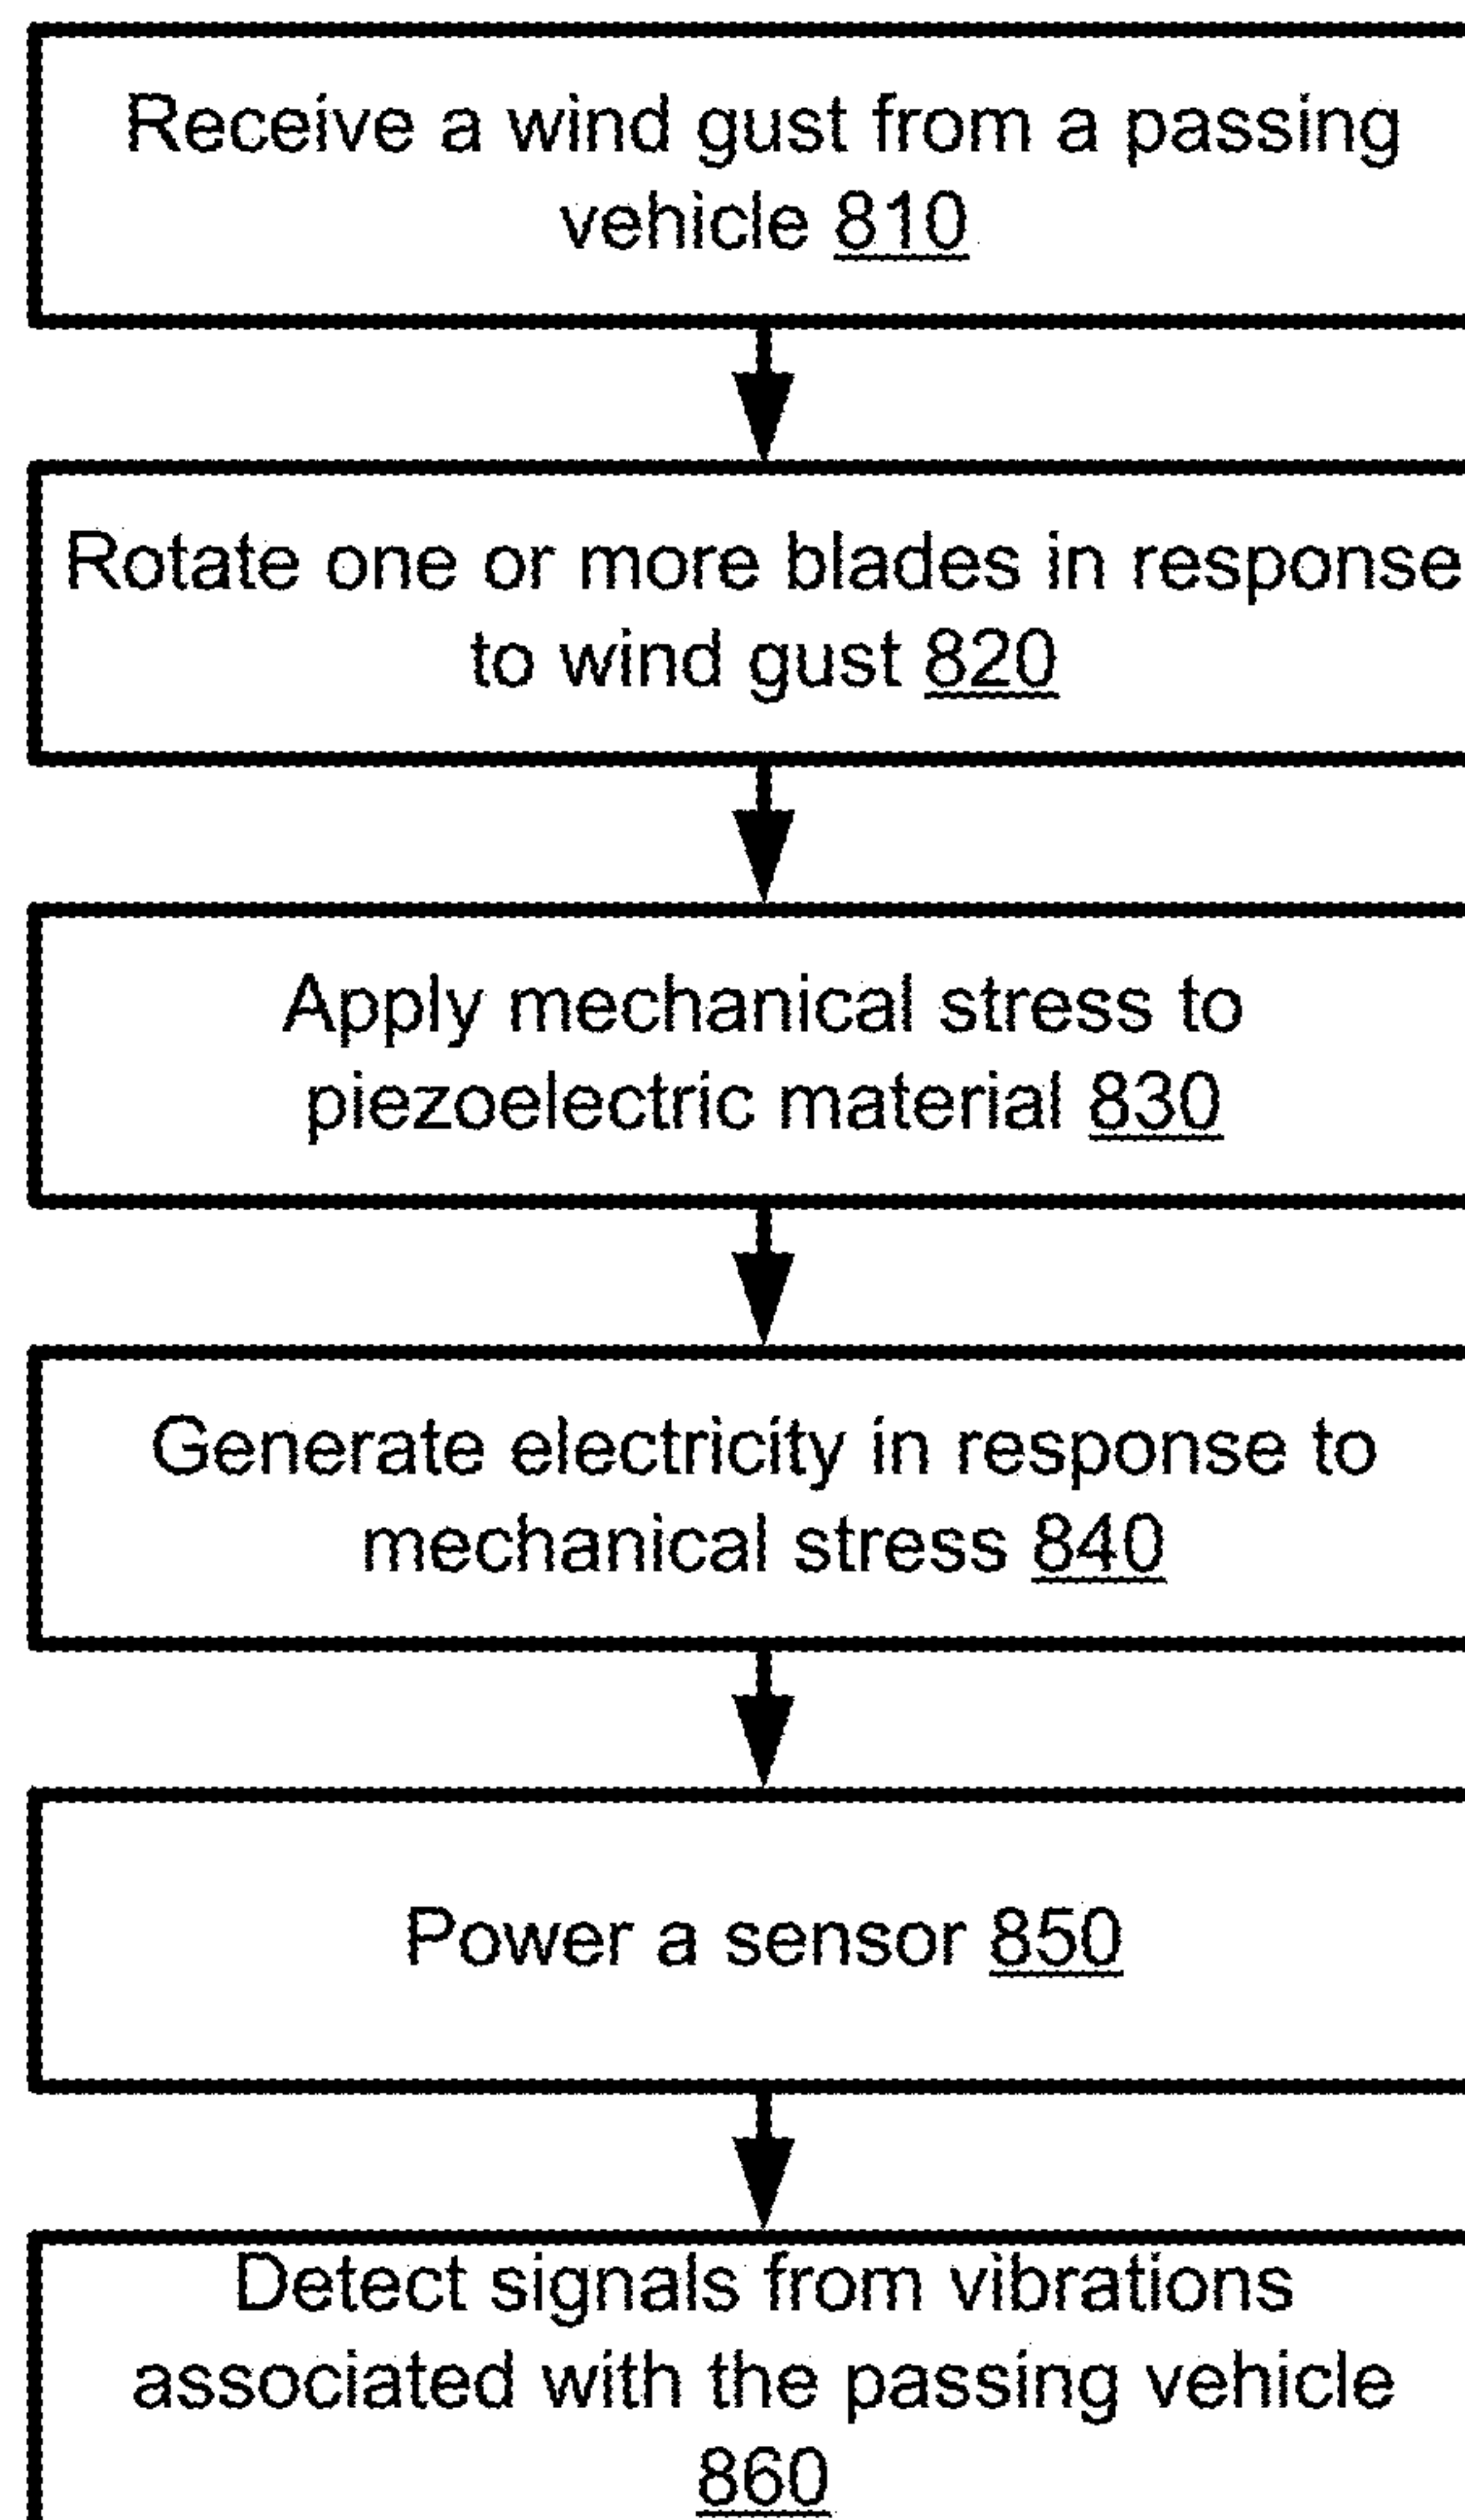 Receive a wind gust from a passing
vehicle 810
Rotate one or more blades in response
to wind gust 820
Apply mechanical stress to
piezoelectric material 830
Generate electricity in response to
mechanical stress 840
Power a sensor 850
Detect signals from vibrations
associated with the passing vehicle
860